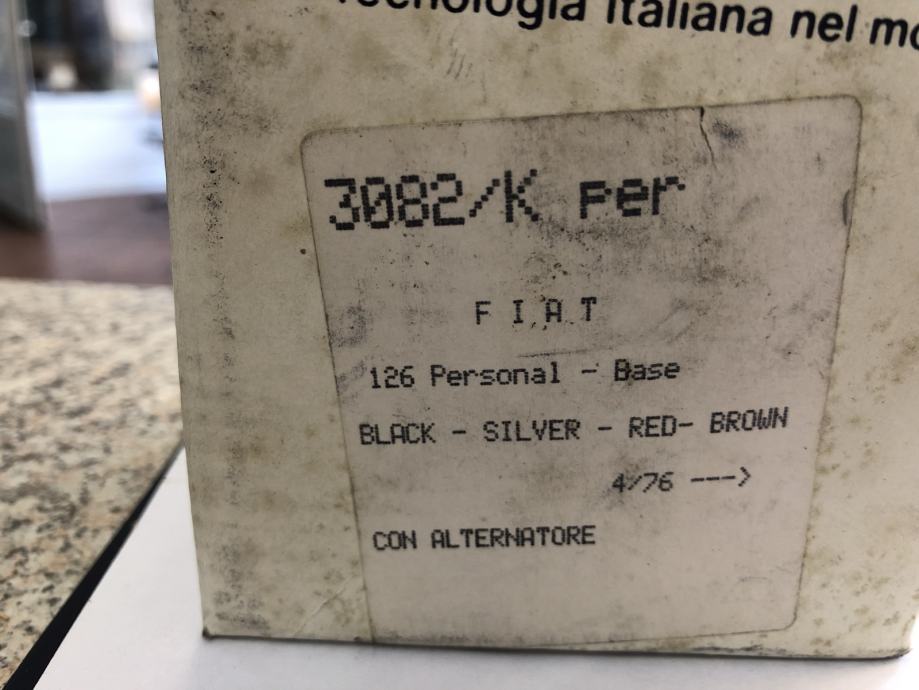 Tecnologia italiana nel mo
3082/K per
F I A T
126 Personal - Base
BLACK - SILVER - RED- BROWN
4/76 --->
CON ALTERNATORE